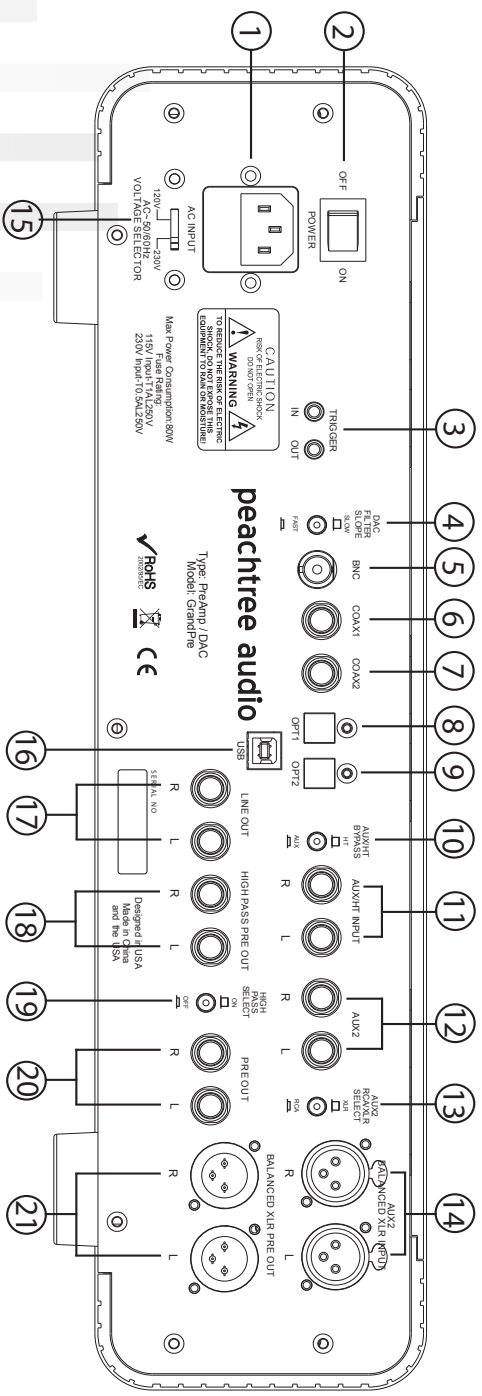 1
2
3
4
5
6
7
8
9
10
11
12
13
14
OFF
POWER
ON
AC INPUT
120V
230V
AC~50/60Hz
VOLTAGE SELECTOR
15
TRIGGER
IN
OUT
CAUTION
RISK OF ELECTRIC SHOCK
DO NOT OPEN
WARNING
TO REDUCE THE RISK OF ELECTRIC
SHOCK, DO NOT EXPOSE THIS
EQUIPMENT TO RAIN OR MOISTURE!
Max Power Consumption:80W
Fuse Rating:
115V Input-T1AL250V
230V Input-T0.5AL250V
DAC
FILTER
SLOPE
SLOW
FAST
BNC
COAX1
COAX2
OPT1
OPT2
AUX/HT
BYPASS
HT
AUX
AUX/HT INPUT
R
L
AUX2
R
L
AUX2
RCA/XLR
SELECT
XLR
RCA
AUX2
BALANCED XLR INPUT
R
L
peachtree audio
Type: PreAmp / DAC
Model: GrandPre
RoHS
2002/95/EC
CE
USB
16
LINE OUT
R
L
SERIAL NO
17
HIGH PASS PRE OUT
R
L
Designed in USA
Made in China
and the USA
18
HIGH
PASS
SELECT
ON
OFF
19
PRE OUT
R
L
20
BALANCED XLR PRE OUT
R
L
21